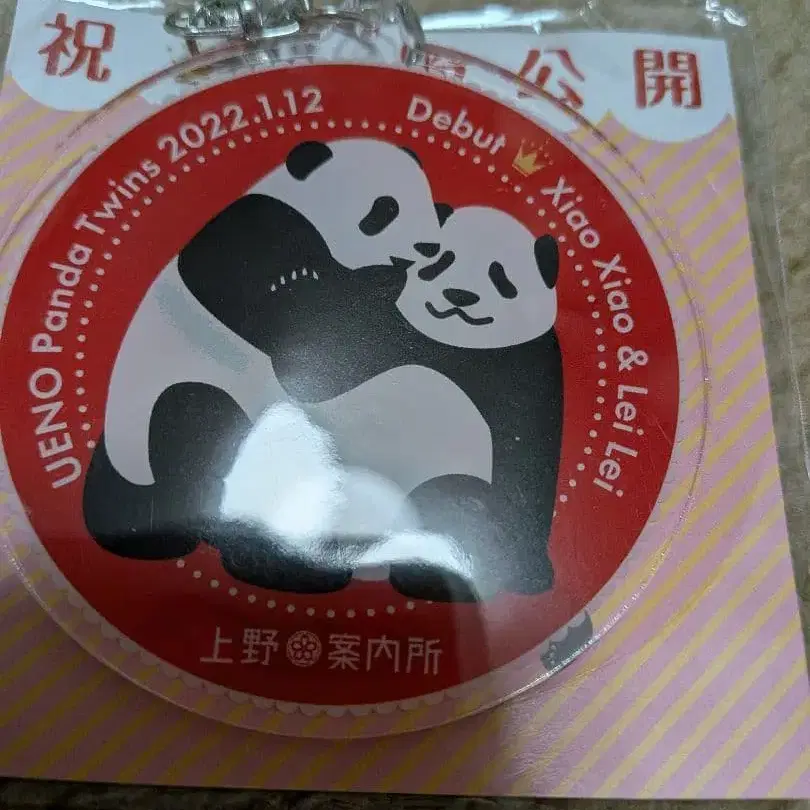 祝 公開
UENO Panda Twins 2022.1.12
Debut Xiao Xiao & Lei Lei
上野案内所